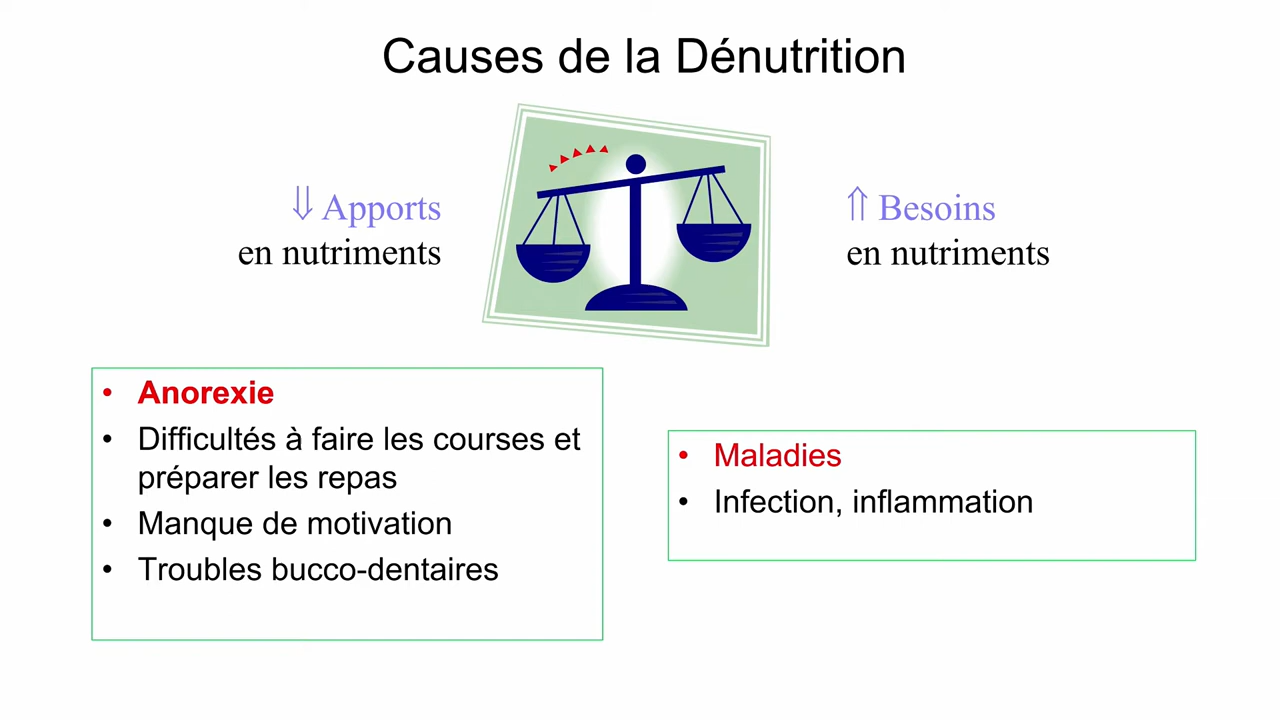 Causes de la Dénutrition
⇓ Apports
en nutriments
⇑ Besoins
en nutriments
• Anorexie
• Difficultés à faire les courses et
préparer les repas
• Manque de motivation
• Troubles bucco-dentaires
• Maladies
• Infection, inflammation